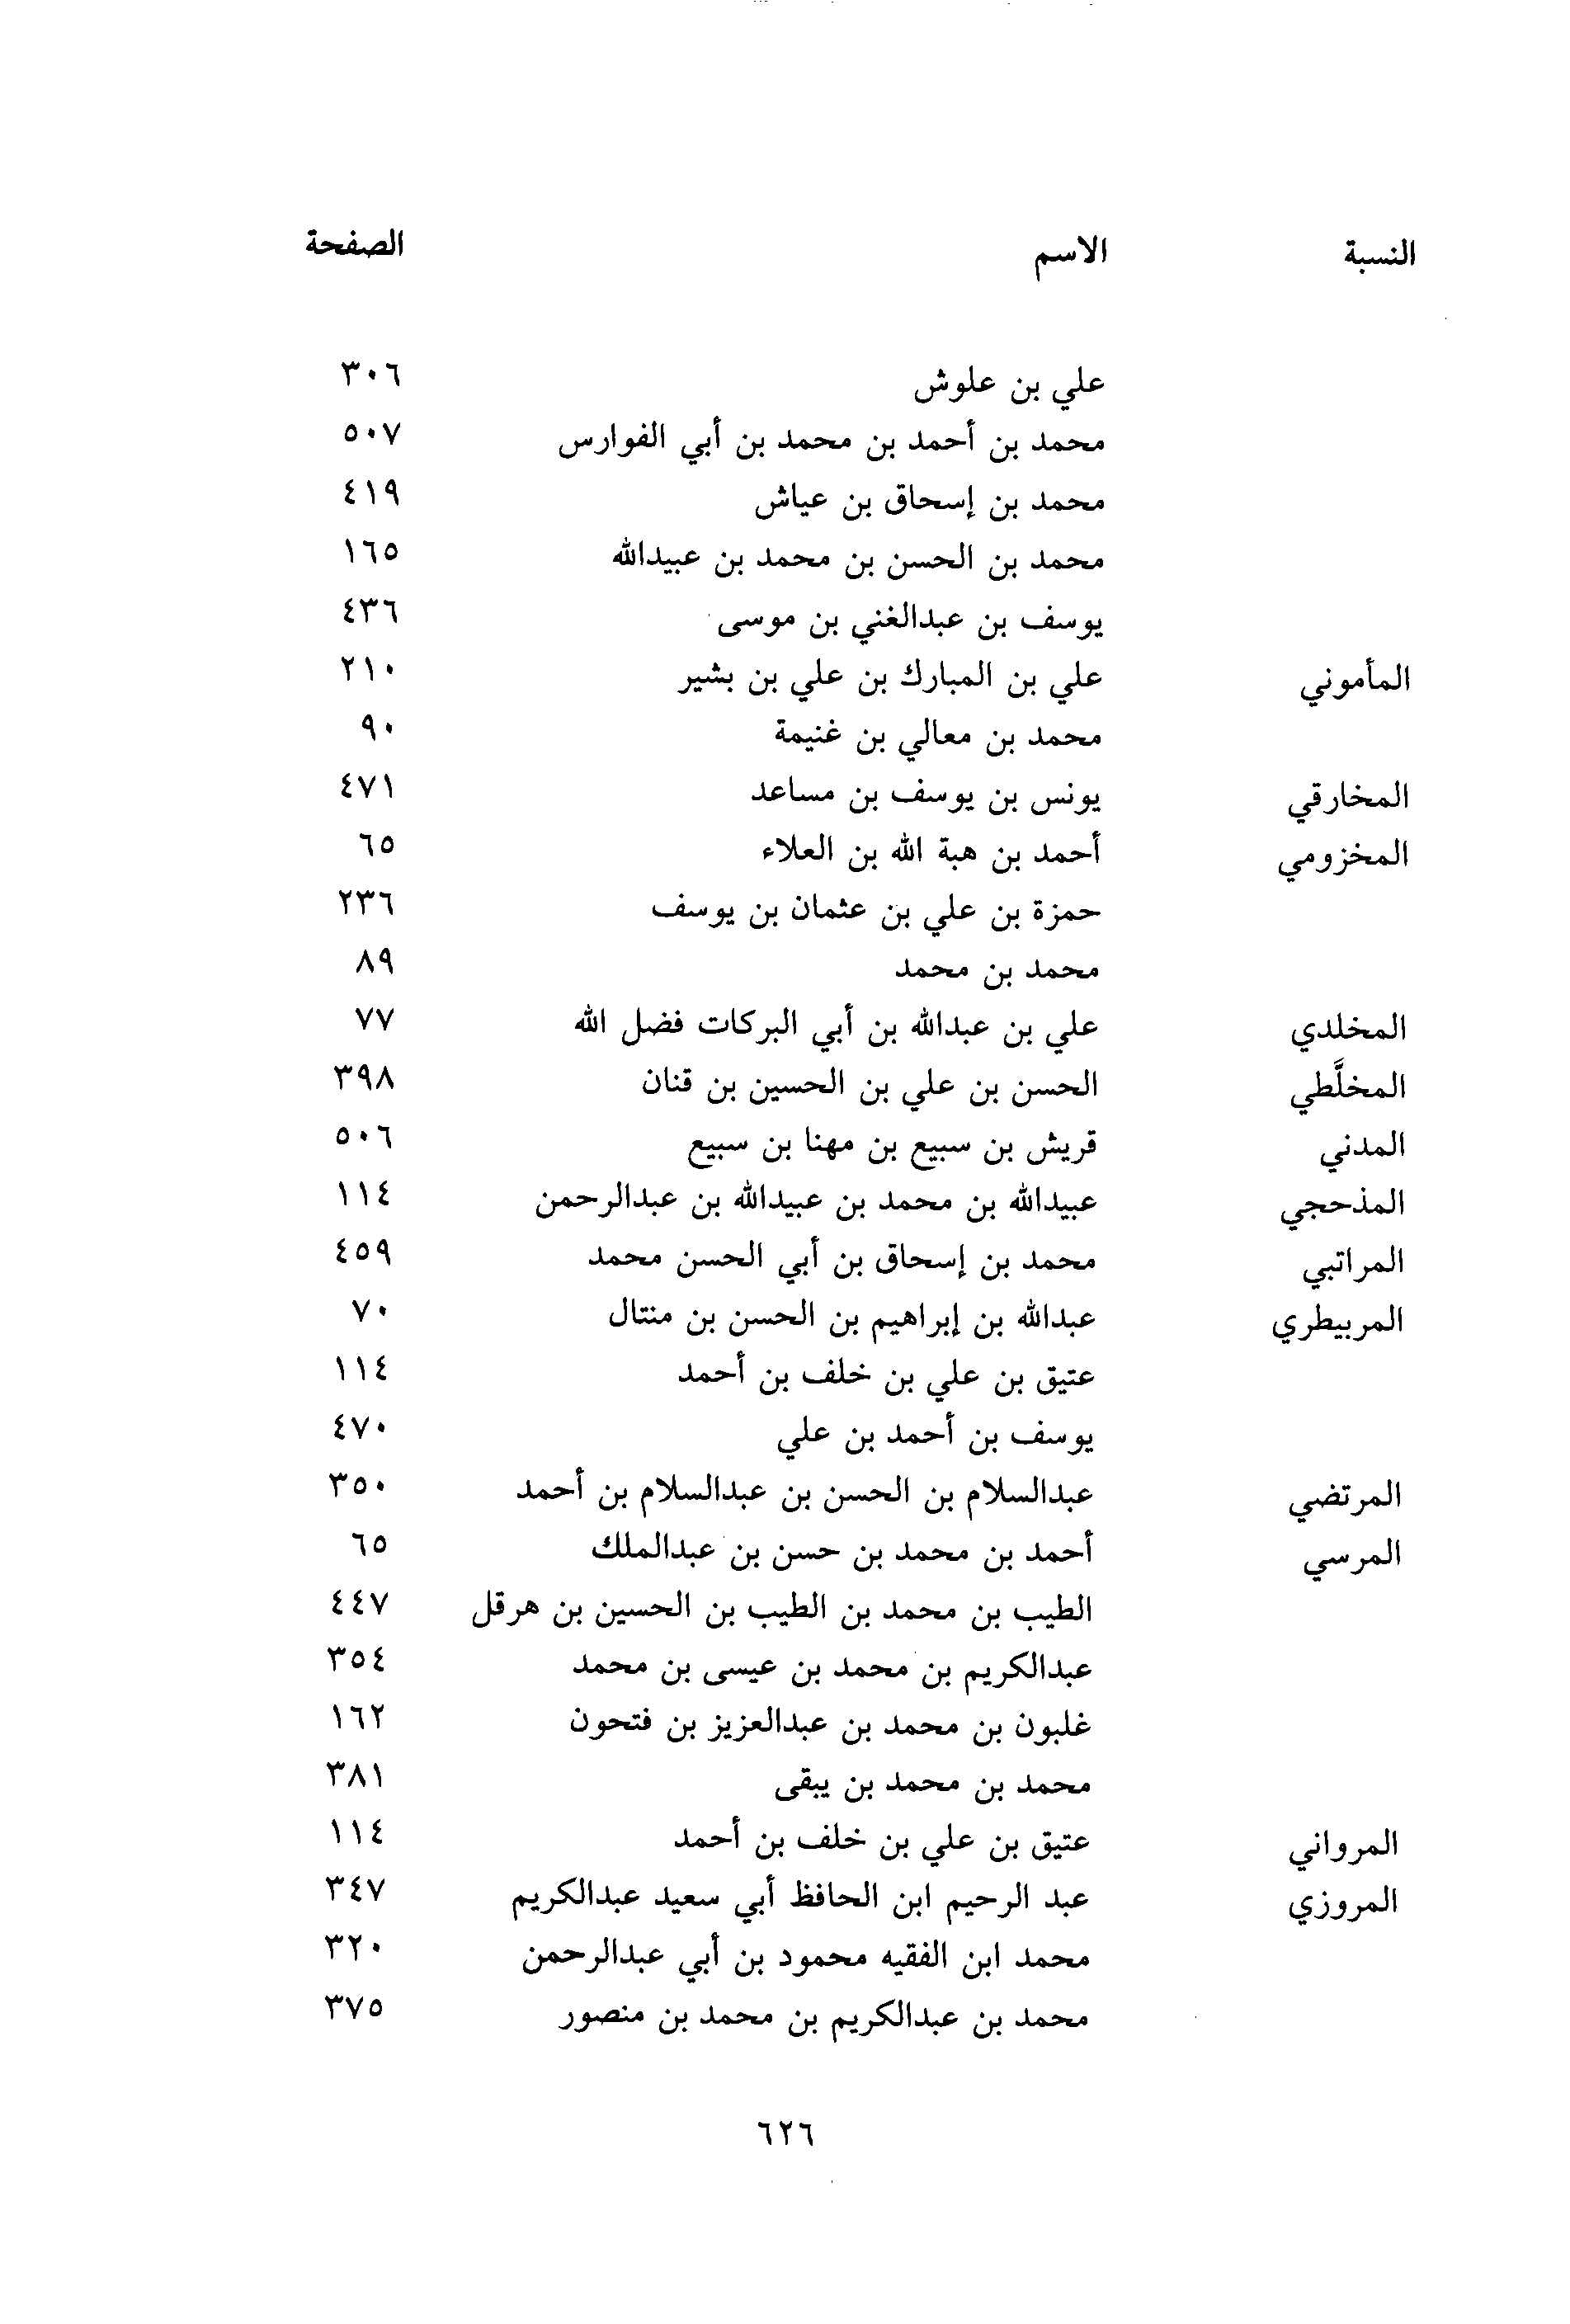 النسبة الاسم الصفحة
علي بن علوش ٣٠٦
محمد بن أحمد بن محمد بن أبي الفوارس ٥٠٧
محمد بن إسحاق بن عياش ٤١٩
محمد بن الحسن بن محمد بن عبيدالله ١٦٥
يوسف بن عبدالغني بن موسى ٤٣٦
المأموني علي بن المبارك بن علي بن بشير ٢١٠
محمد بن معالي بن غنيمة ٩٠
المخارقي يونس بن يوسف بن مساعد ٤٧١
المخزومي أحمد بن هبة الله بن العلاء ٦٥
حمزة بن علي بن عثمان بن يوسف ٢٣٦
محمد بن محمد ٨٩
المخلدي علي بن عبدالله بن أبي البركات فضل الله ٧٧
المخلَّطي الحسن بن علي بن الحسين بن قنان ٣٩٨
المدني قريش بن سبيع بن مهنا بن سبيع ٥٠٦
المذحجي عبيدالله بن محمد بن عبيدالله بن عبدالرحمن ١١٤
المراتبي محمد بن إسحاق بن أبي الحسن محمد ٤٥٩
المربيطري عبدالله بن إبراهيم بن الحسن بن منتال ٧٠
عتيق بن علي بن خلف بن أحمد ١١٤
يوسف بن أحمد بن علي ٤٧٠
المرتضي عبدالسلام بن الحسن بن عبدالسلام بن أحمد ٣٥٠
المرسي أحمد بن محمد بن حسن بن عبدالملك ٦٥
الطيب بن محمد بن الطيب بن الحسين بن هرقل ٤٤٧
عبدالكريم بن محمد بن عيسى بن محمد ٣٥٤
غلبون بن محمد بن عبدالعزيز بن فتحون ١٦٢
محمد بن محمد بن يبقى ٣٨١
المرواني عتيق بن علي بن خلف بن أحمد ١١٤
المروزي عبد الرحيم ابن الحافظ أبي سعيد عبدالكريم ٣٤٧
محمد ابن الفقيه محمود بن أبي عبدالرحمن ٣٢٠
محمد بن عبدالكريم بن محمد بن منصور ٣٧٥
٦٢٦